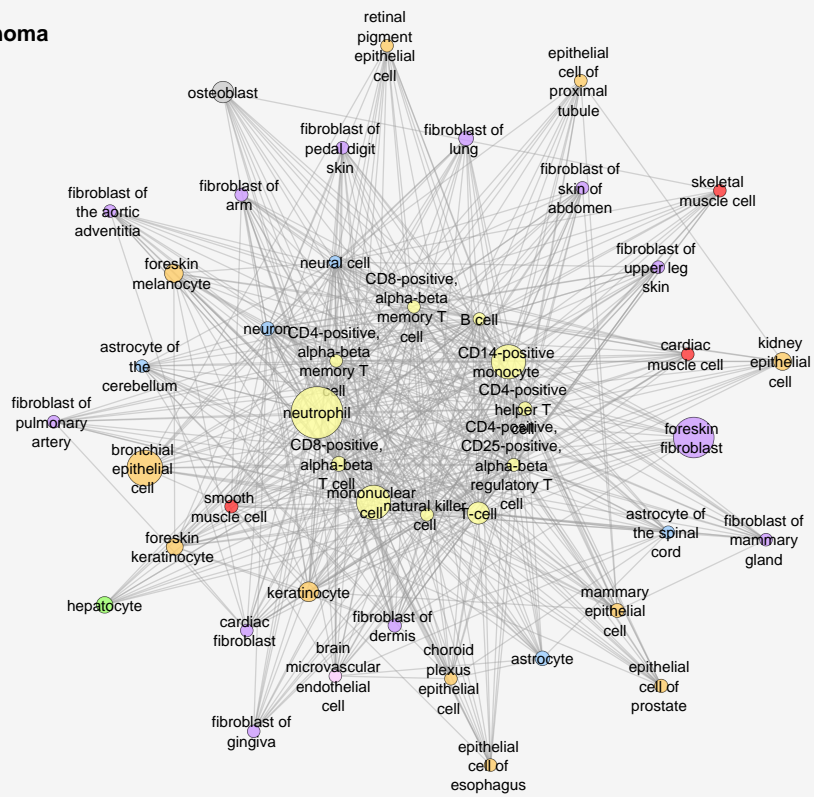 noma
retinal
pigment
epithelial
cell
epithelial
cell of
proximal
tubule
osteoblast
fibroblast of
pedal digit
skin
fibroblast of
lung
fibroblast of
skin of
abdomen
skeletal
muscle cell
fibroblast of
the aortic
adventitia
fibroblast of
arm
foreskin
melanocyte
neural cell
fibroblast of
upper leg
skin
CD8-positive,
alpha-beta
memory T
cell
B cell
neuron
CD4-positive,
alpha-beta
memory T
cell
CD14-positive
monocyte
cardiac
muscle cell
kidney
epithelial
cell
astrocyte of
the
cerebellum
CD4-positive
helper T
cell
neutrophil
fibroblast of
pulmonary
artery
CD4-positive,
CD25-positive,
alpha-beta
regulatory T
cell
foreskin
fibroblast
bronchial
epithelial
cell
CD8-positive,
alpha-beta
T cell
mononuclear
cell
natural killer
cell
T-cell
smooth
muscle cell
astrocyte of
the spinal
cord
fibroblast of
mammary
gland
foreskin
keratinocyte
hepatocyte
keratinocyte
mammary
epithelial
cell
cardiac
fibroblast
fibroblast of
dermis
brain
microvascular
endothelial
cell
choroid
plexus
epithelial
cell
astrocyte
epithelial
cell of
prostate
fibroblast of
gingiva
epithelial
cell of
esophagus